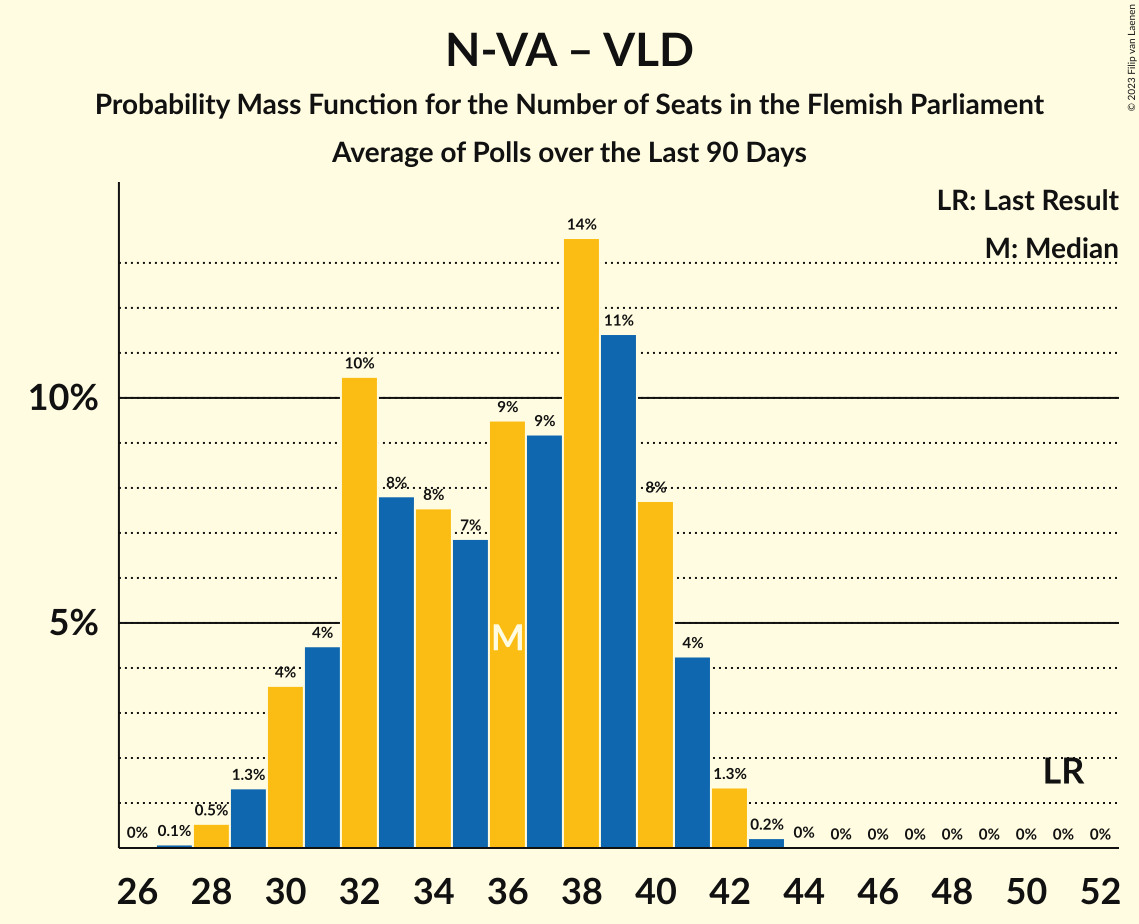 N-VA – VLD
Probability Mass Function for the Number of Seats in the Flemish Parliament
Average of Polls over the Last 90 Days
© 2023 Filip van Laenen
LR: Last Result
M: Median
14%
11%
10%
10%
9%
9%
8%
8%
8%
7%
5%
M
4%
4%
4%
LR
1.3%
1.3%
0.5%
0% 0.1% 0.2% 0% 0% 0% 0% 0% 0% 0% 0% 0%
26 28 30 32 34 36 38 40 42 44 46 48 50 52